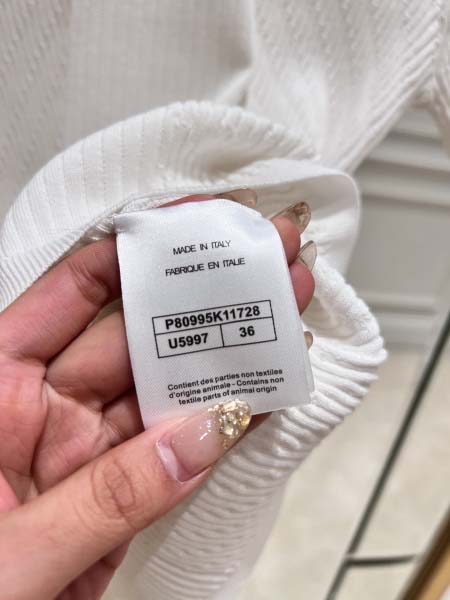 MADE IN ITALY
FABRIQUE EN ITALIE
P80995K11728
U5997 36
Contient des parties non textiles
d'origine animale - Contains non
textile parts of animal origin